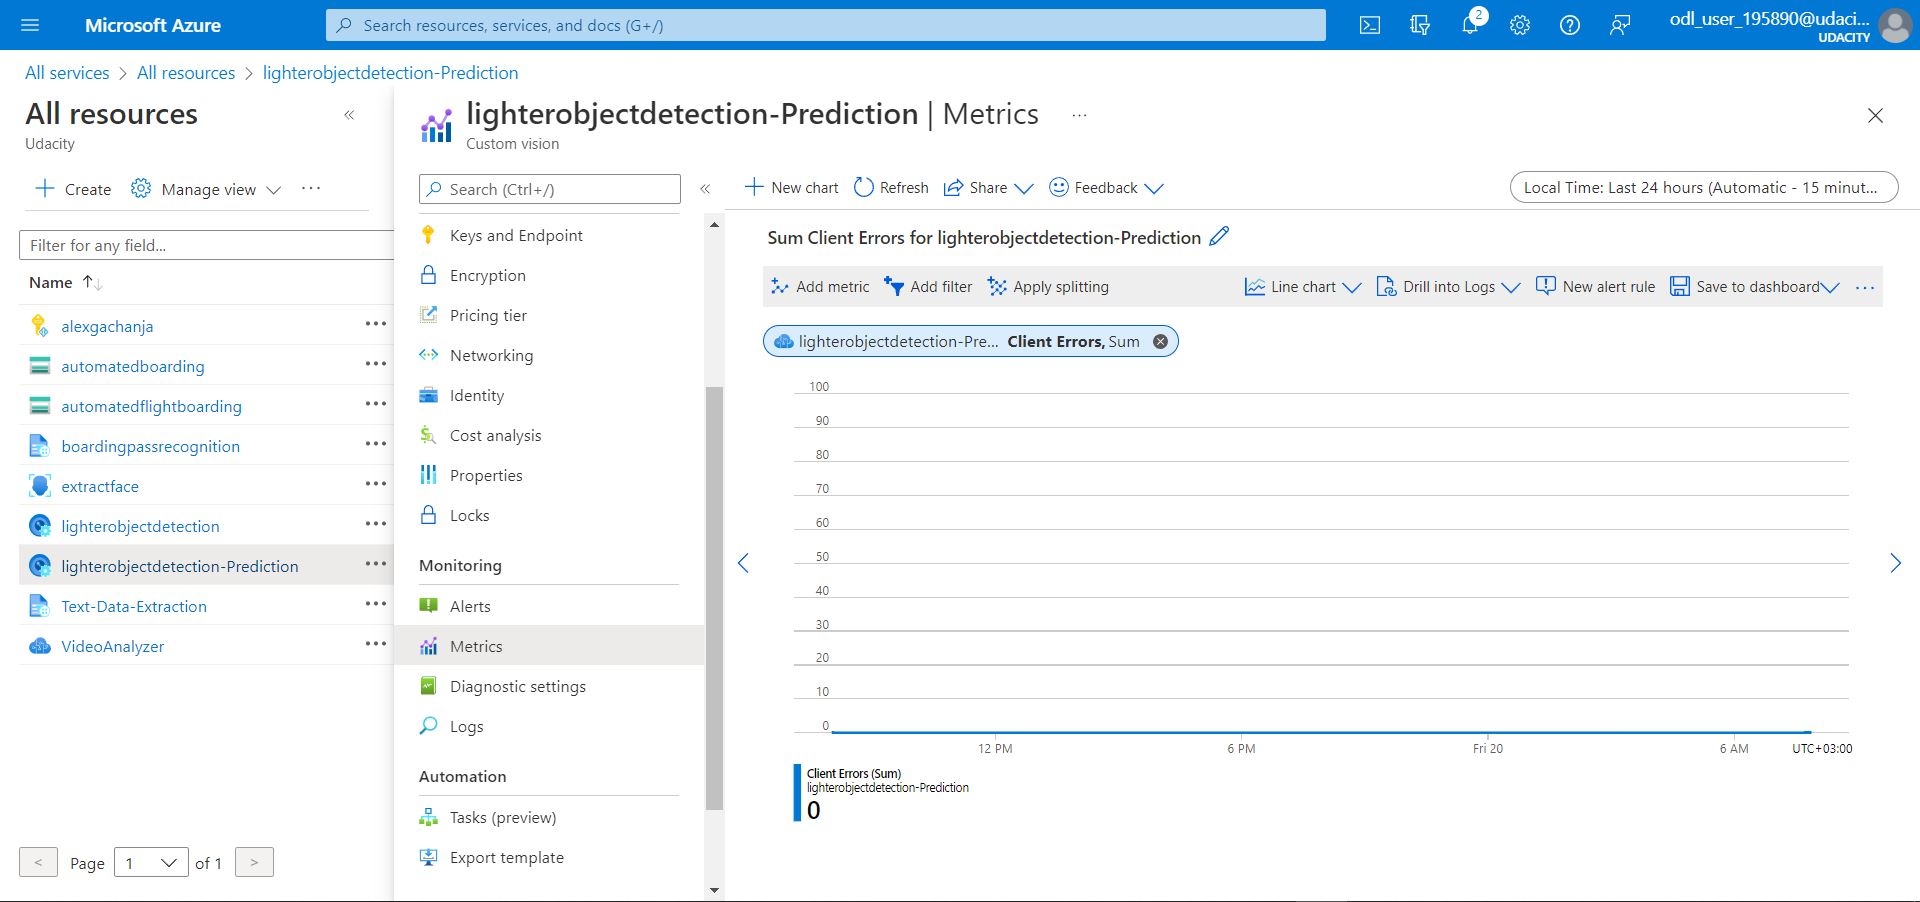 Microsoft Azure
Search resources, services, and docs (G+/)
2
odl_user_195890@udaci...
UDACITY
All services > All resources > lighterobjectdetection-Prediction
All resources
Udacity
Create
Manage view
Filter for any field...
Name
alexgachanja
automatedboarding
automatedflightboarding
boardingpassrecognition
extractface
lighterobjectdetection
lighterobjectdetection-Prediction
Text-Data-Extraction
VideoAnalyzer
< Page 1 of 1 >
lighterobjectdetection-Prediction | Metrics
Custom vision
Search (Ctrl+/)
Keys and Endpoint
Encryption
Pricing tier
Networking
Identity
Cost analysis
Properties
Locks
Monitoring
Alerts
Metrics
Diagnostic settings
Logs
Automation
Tasks (preview)
Export template
New chart
Refresh
Share
Feedback
Local Time: Last 24 hours (Automatic - 15 minut...
Sum Client Errors for lighterobjectdetection-Prediction
Add metric
Add filter
Apply splitting
Line chart
Drill into Logs
New alert rule
Save to dashboard
lighterobjectdetection-Pre... Client Errors, Sum
100
90
80
70
60
50
40
30
20
10
0
12 PM
6 PM
Fri 20
6 AM
UTC+03:00
Client Errors (Sum)
lighterobjectdetection-Prediction
0